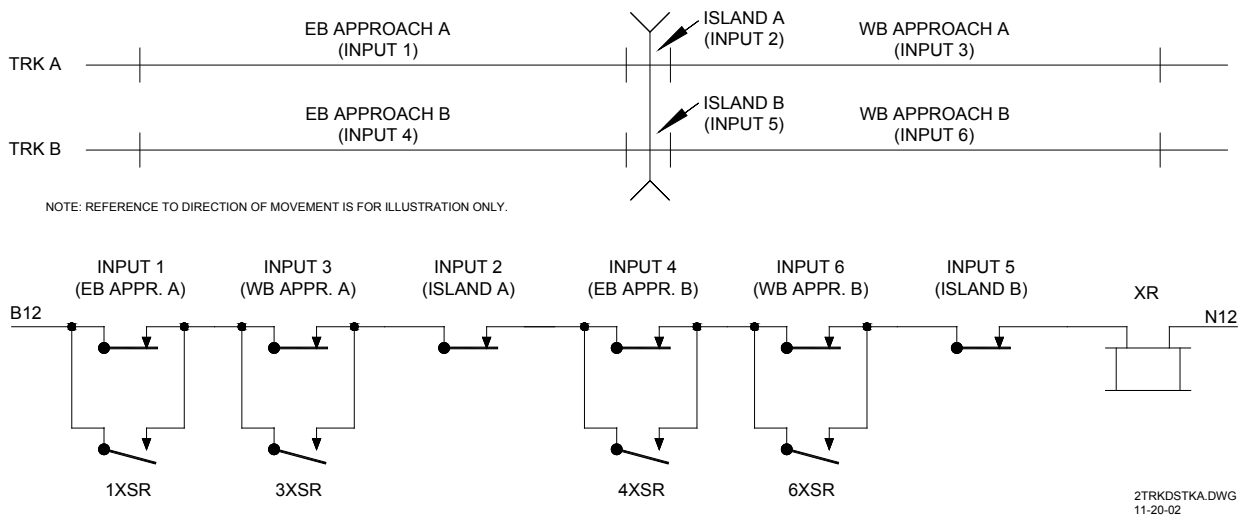 EB APPROACH A
(INPUT 1)
ISLAND A
(INPUT 2)
WB APPROACH A
(INPUT 3)
TRK A
EB APPROACH B
(INPUT 4)
ISLAND B
(INPUT 5)
WB APPROACH B
(INPUT 6)
TRK B
NOTE: REFERENCE TO DIRECTION OF MOVEMENT IS FOR ILLUSTRATION ONLY.
INPUT 1
(EB APPR. A)
INPUT 3
(WB APPR. A)
INPUT 2
(ISLAND A)
INPUT 4
(EB APPR. B)
INPUT 6
(WB APPR. B)
INPUT 5
(ISLAND B)
XR
B12
N12
1XSR
3XSR
4XSR
6XSR
2TRKDSTKA.DWG
11-20-02